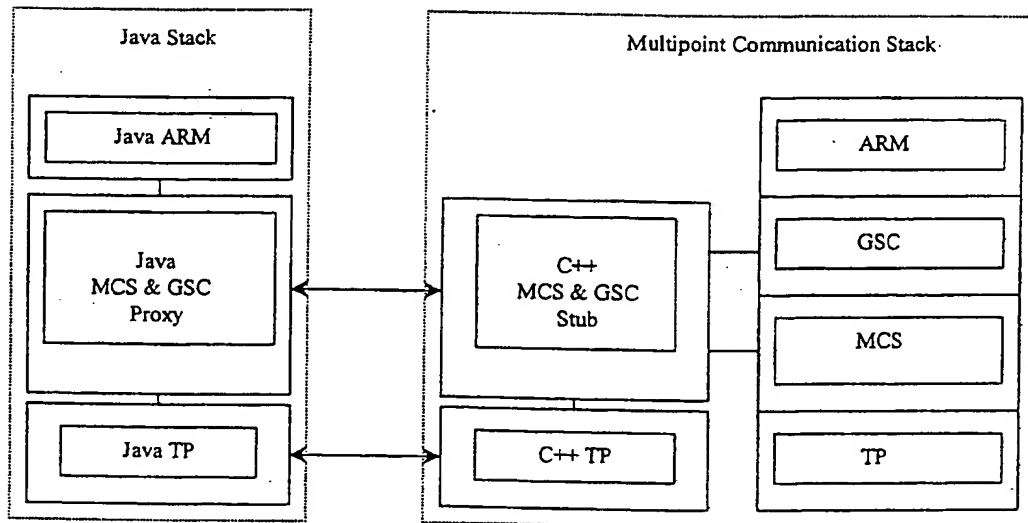 Java Stack
Java ARM
Java
MCS & GSC
Proxy
Java TP
Multipoint Communication Stack
C++
MCS & GSC
Stub
C++ TP
ARM
GSC
MCS
TP